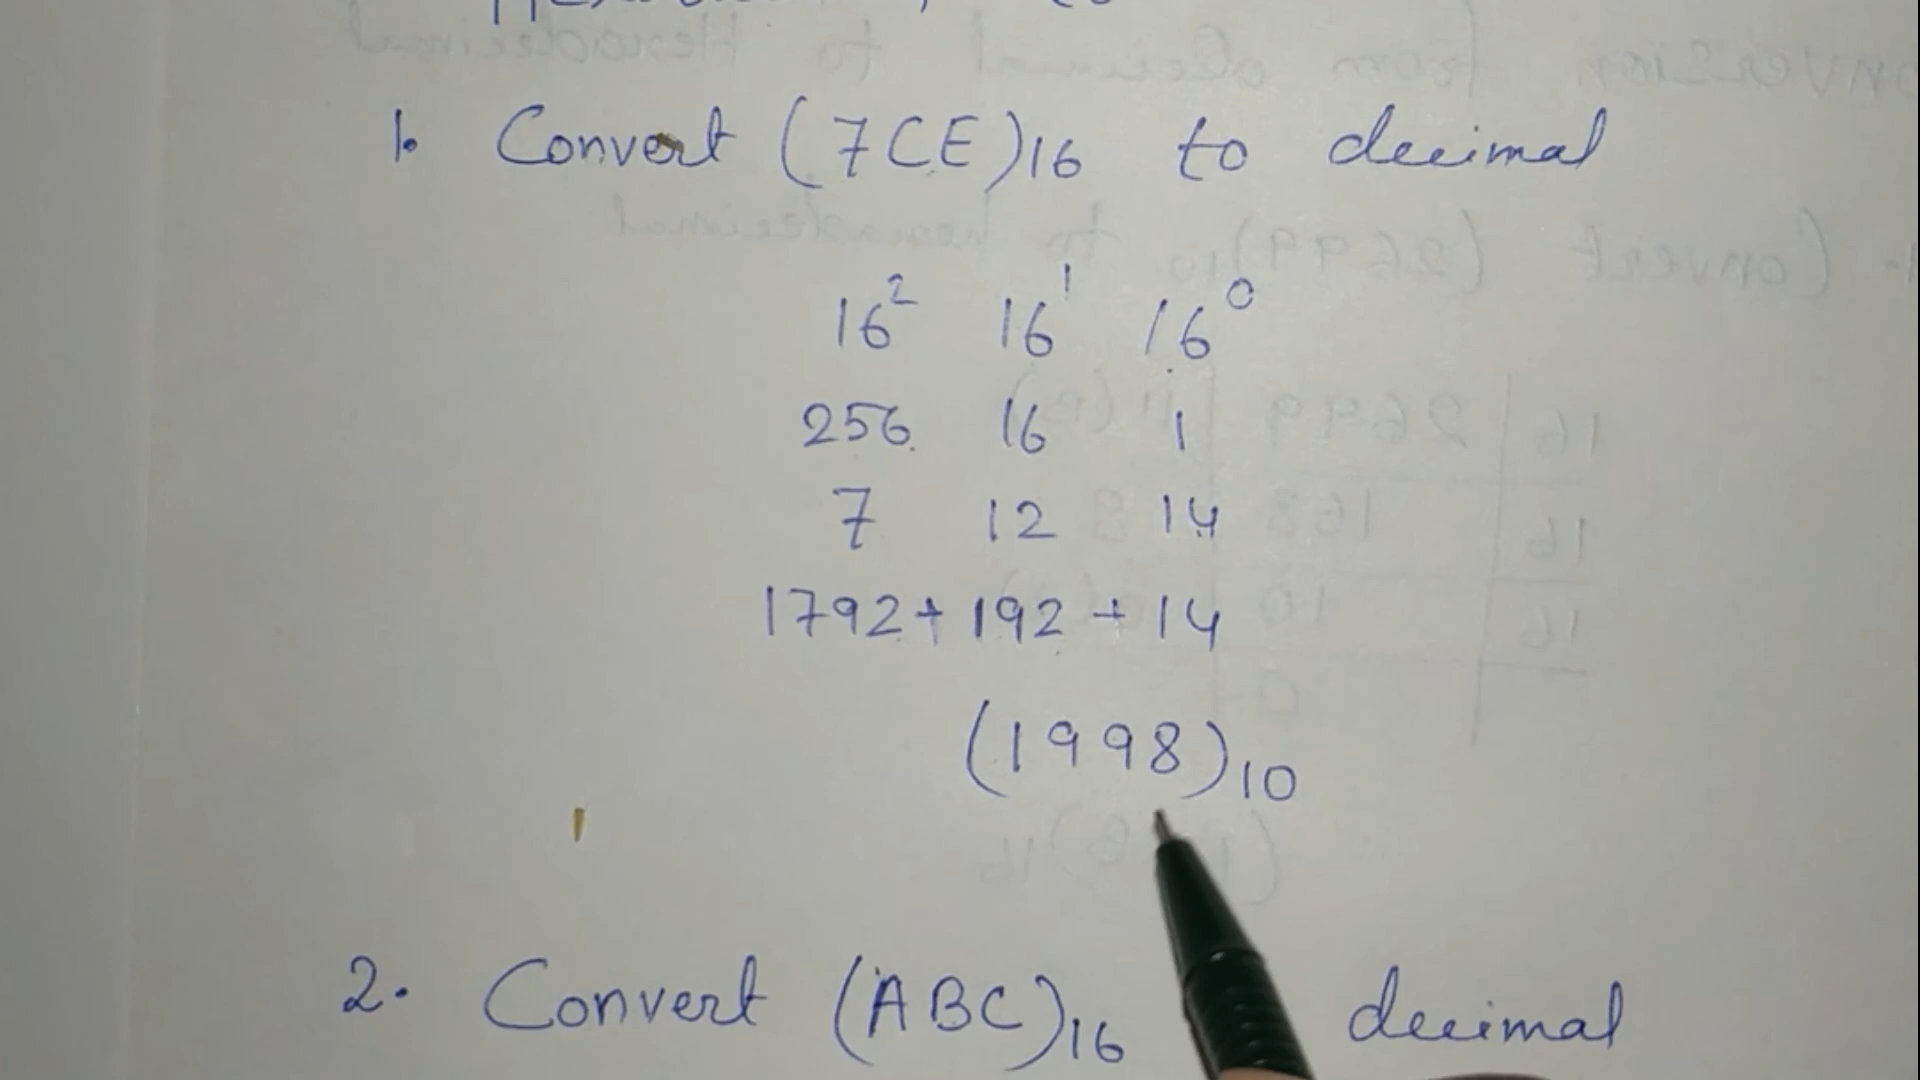 1. Convert (7CE)16 to decimal
16² 16¹ 16⁰
256 16 1
7 12 14
1792 + 192 + 14
(1998)10
2. Convert (ABC)16 decimal